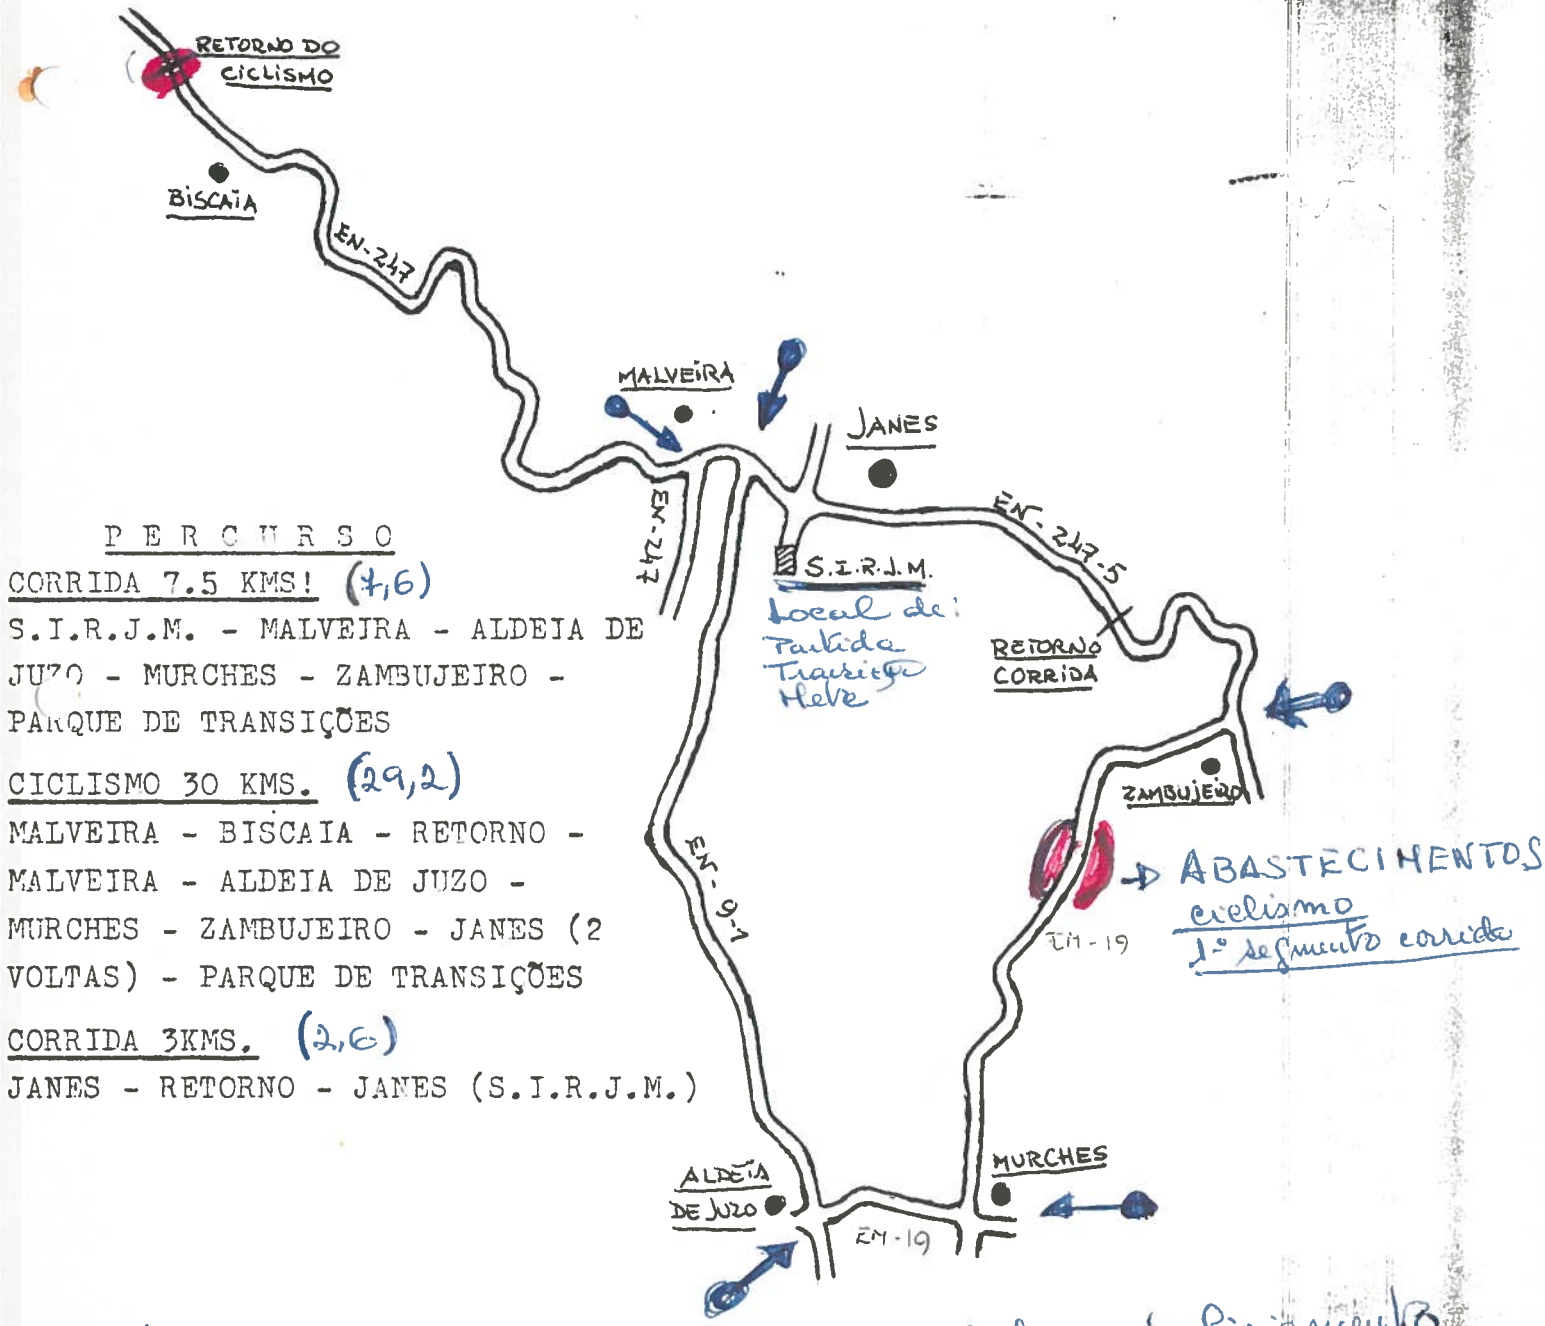 RETORNO DO
CICLISMO
BISCAIA
EN-247
MALVEIRA
JANES
EN-247
EN-247-5
S.I.R.J.M.
Local de:
Partida
Transição
Meta
RETORNO
CORRIDA
ZAMBUJEIRO
PERCURSO
CORRIDA 7.5 KMS! (7,6)
S.I.R.J.M. - MALVEIRA - ALDEIA DE
JUZO - MURCHES - ZAMBUJEIRO -
PARQUE DE TRANSIÇÕES
CICLISMO 30 KMS. (29,2)
MALVEIRA - BISCAIA - RETORNO -
MALVEIRA - ALDEIA DE JUZO -
MURCHES - ZAMBUJEIRO - JANES (2
VOLTAS) - PARQUE DE TRANSIÇÕES
CORRIDA 3KMS. (2,6)
JANES - RETORNO - JANES (S.I.R.J.M.)
EN-9-1
ABASTECIMENTOS
ciclismo
1º segmento corrida
EM-19
ALDEIA
DE JUZO
MURCHES
EM-19